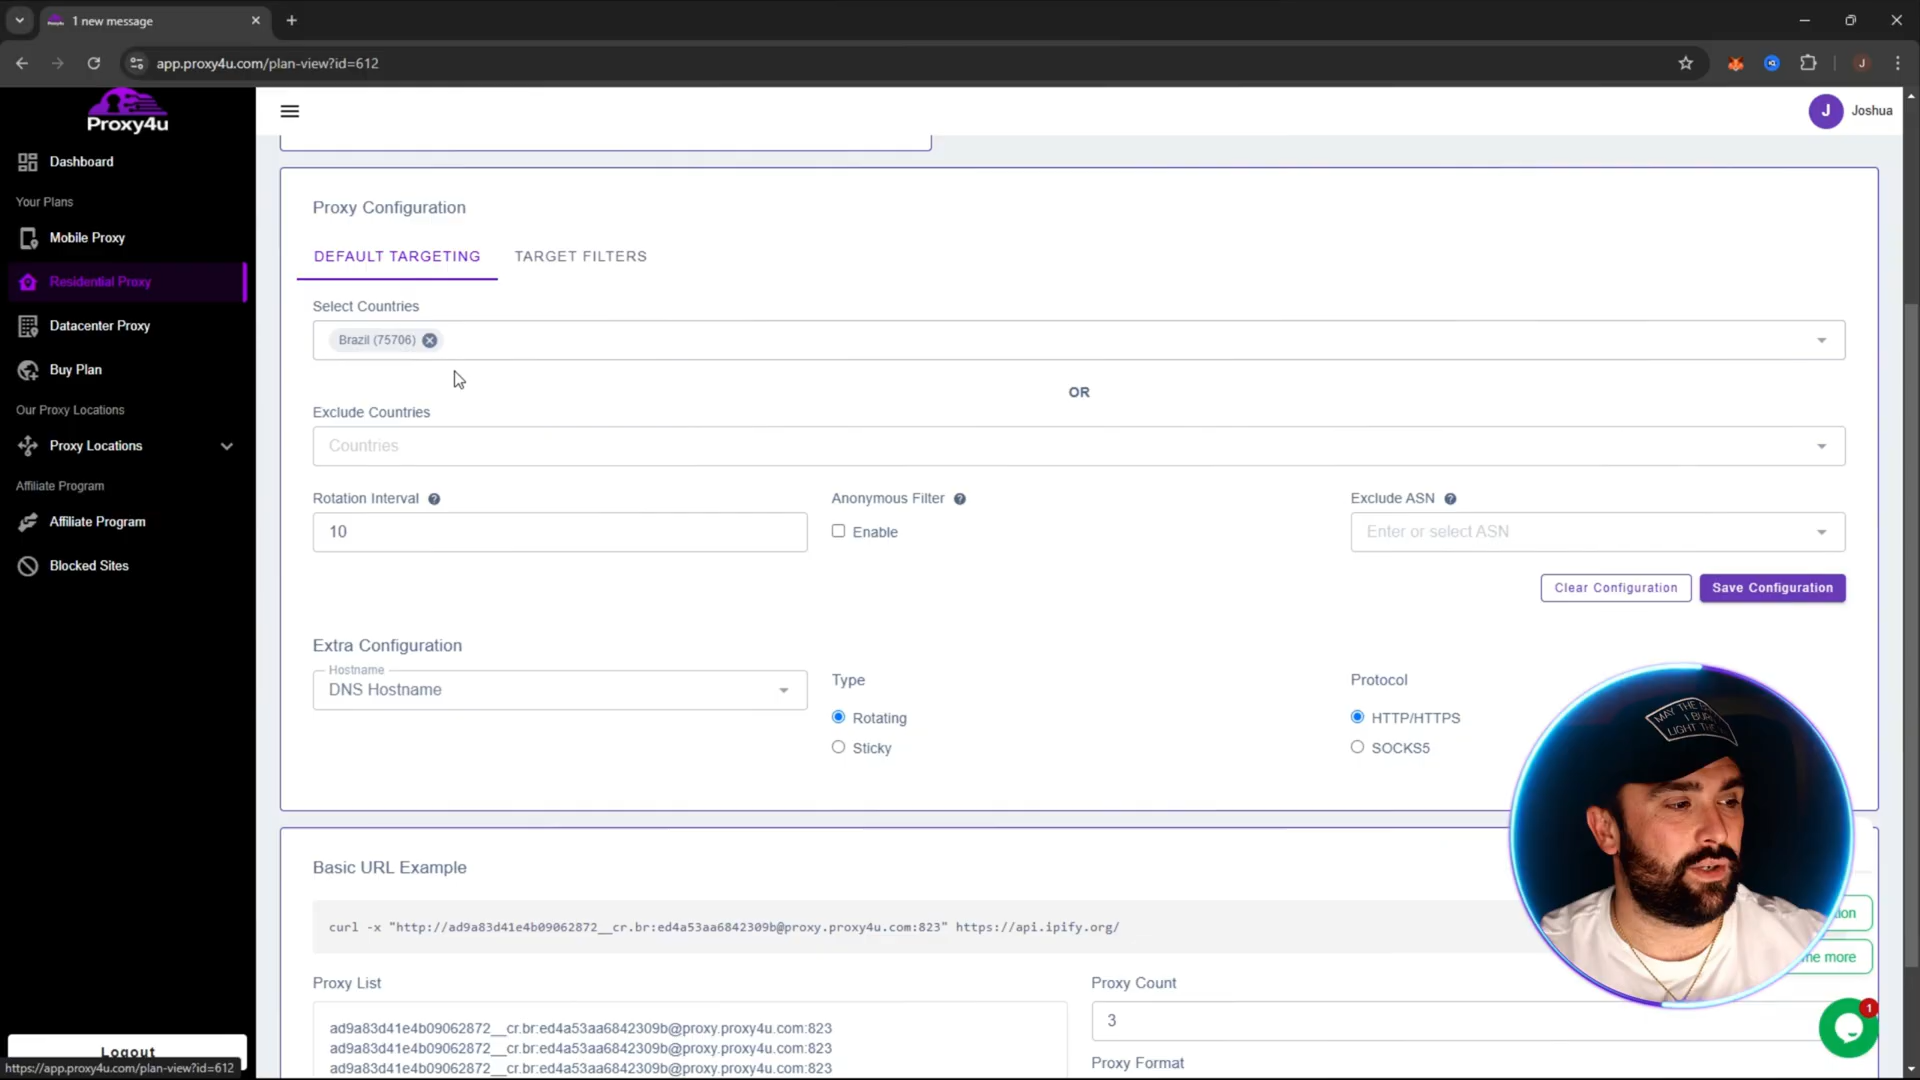 1 new message
app.proxy4u.com/plan-view?id=612
J
Proxy4u
J
Joshua
Dashboard
Your Plans
Mobile Proxy
Residential Proxy
Datacenter Proxy
Buy Plan
Our Proxy Locations
Proxy Locations
Affiliate Program
Affiliate Program
Blocked Sites
Logout
https://app.proxy4u.com/plan-view?id=612
Proxy Configuration
DEFAULT TARGETING
TARGET FILTERS
Select Countries
Brazil (75706)
OR
Exclude Countries
Countries
Rotation Interval
Anonymous Filter
Exclude ASN
10
Enable
Enter or select ASN
Clear Configuration
Save Configuration
Extra Configuration
Hostname
DNS Hostname
Type
Rotating
Sticky
Protocol
HTTP/HTTPS
SOCKS5
MAY THE
LIGHT THE
Basic URL Example
curl -x "http://ad9a83d41e4b09062872__cr.br:ed4a53aa6842309b@proxy.proxy4u.com:823" https://api.ipify.org/
me more
Proxy List
ad9a83d41e4b09062872__cr.br:ed4a53aa6842309b@proxy.proxy4u.com:823
ad9a83d41e4b09062872__cr.br:ed4a53aa6842309b@proxy.proxy4u.com:823
ad9a83d41e4b09062872__cr.br:ed4a53aa6842309b@proxy.proxy4u.com:823
Proxy Count
3
Proxy Format
1